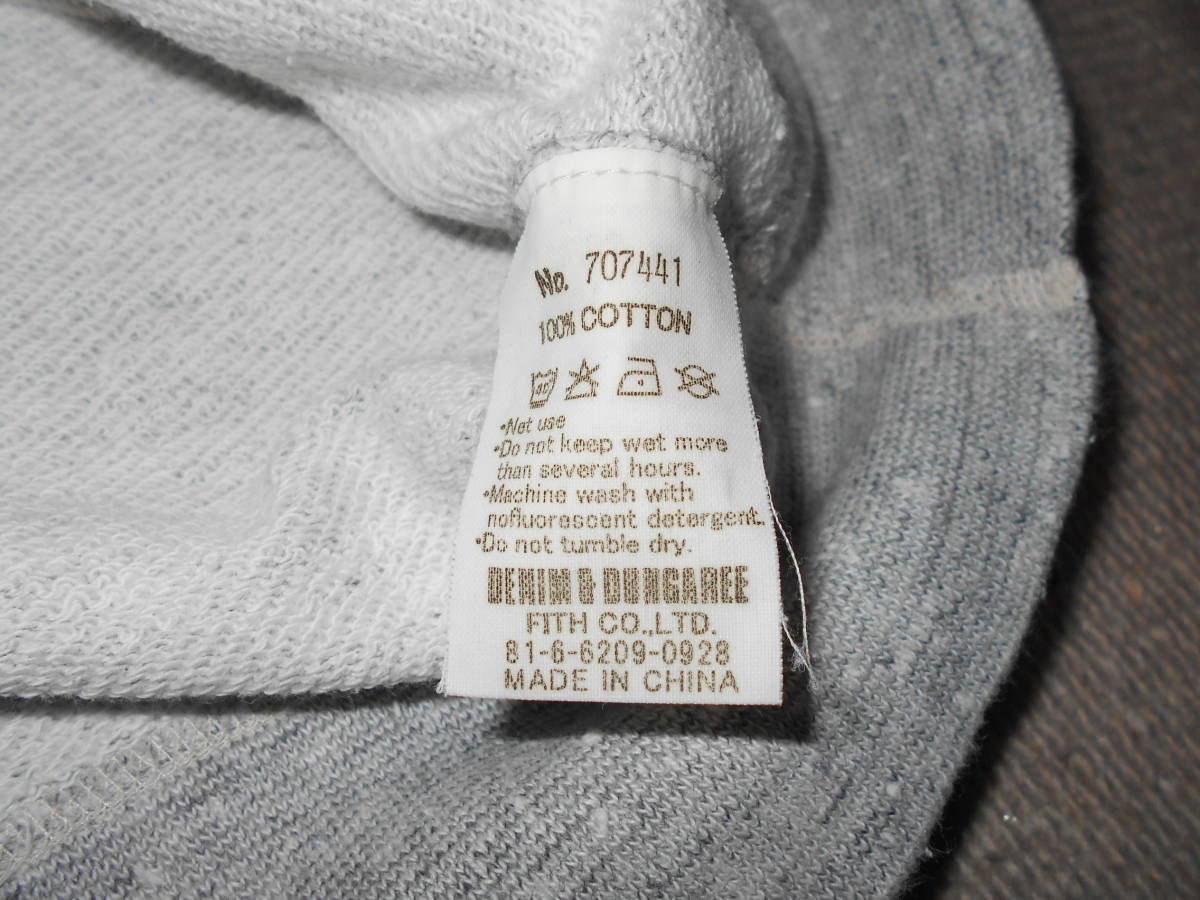 No. 707441
100% COTTON
40
•Net use
•Do not keep wet more
than several hours.
•Machine wash with
nofluorescent detergent.
•Do not tumble dry.
DENIM & DUNGAREE
FITH CO.,LTD.
81-6-6209-0928
MADE IN CHINA